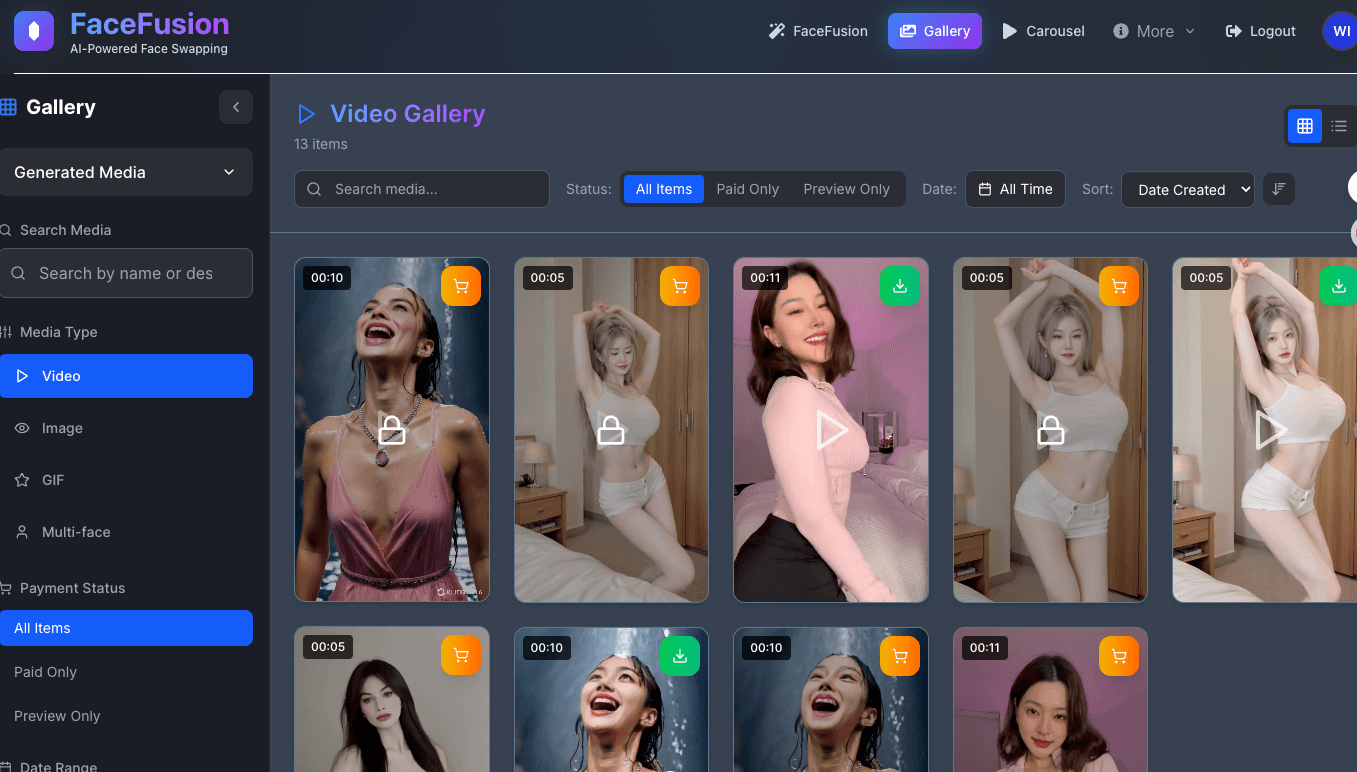 FaceFusion
AI-Powered Face Swapping
FaceFusion
Gallery
Carousel
More
Logout
WI
Gallery
Generated Media
Search Media
Search by name or des
Media Type
Video
Image
GIF
Multi-face
Payment Status
All Items
Paid Only
Preview Only
Date Range
Video Gallery
13 items
Search media...
Status:
All Items
Paid Only
Preview Only
Date:
All Time
Sort:
Date Created
00:10
00:05
00:11
00:05
00:05
00:05
00:10
00:10
00:11